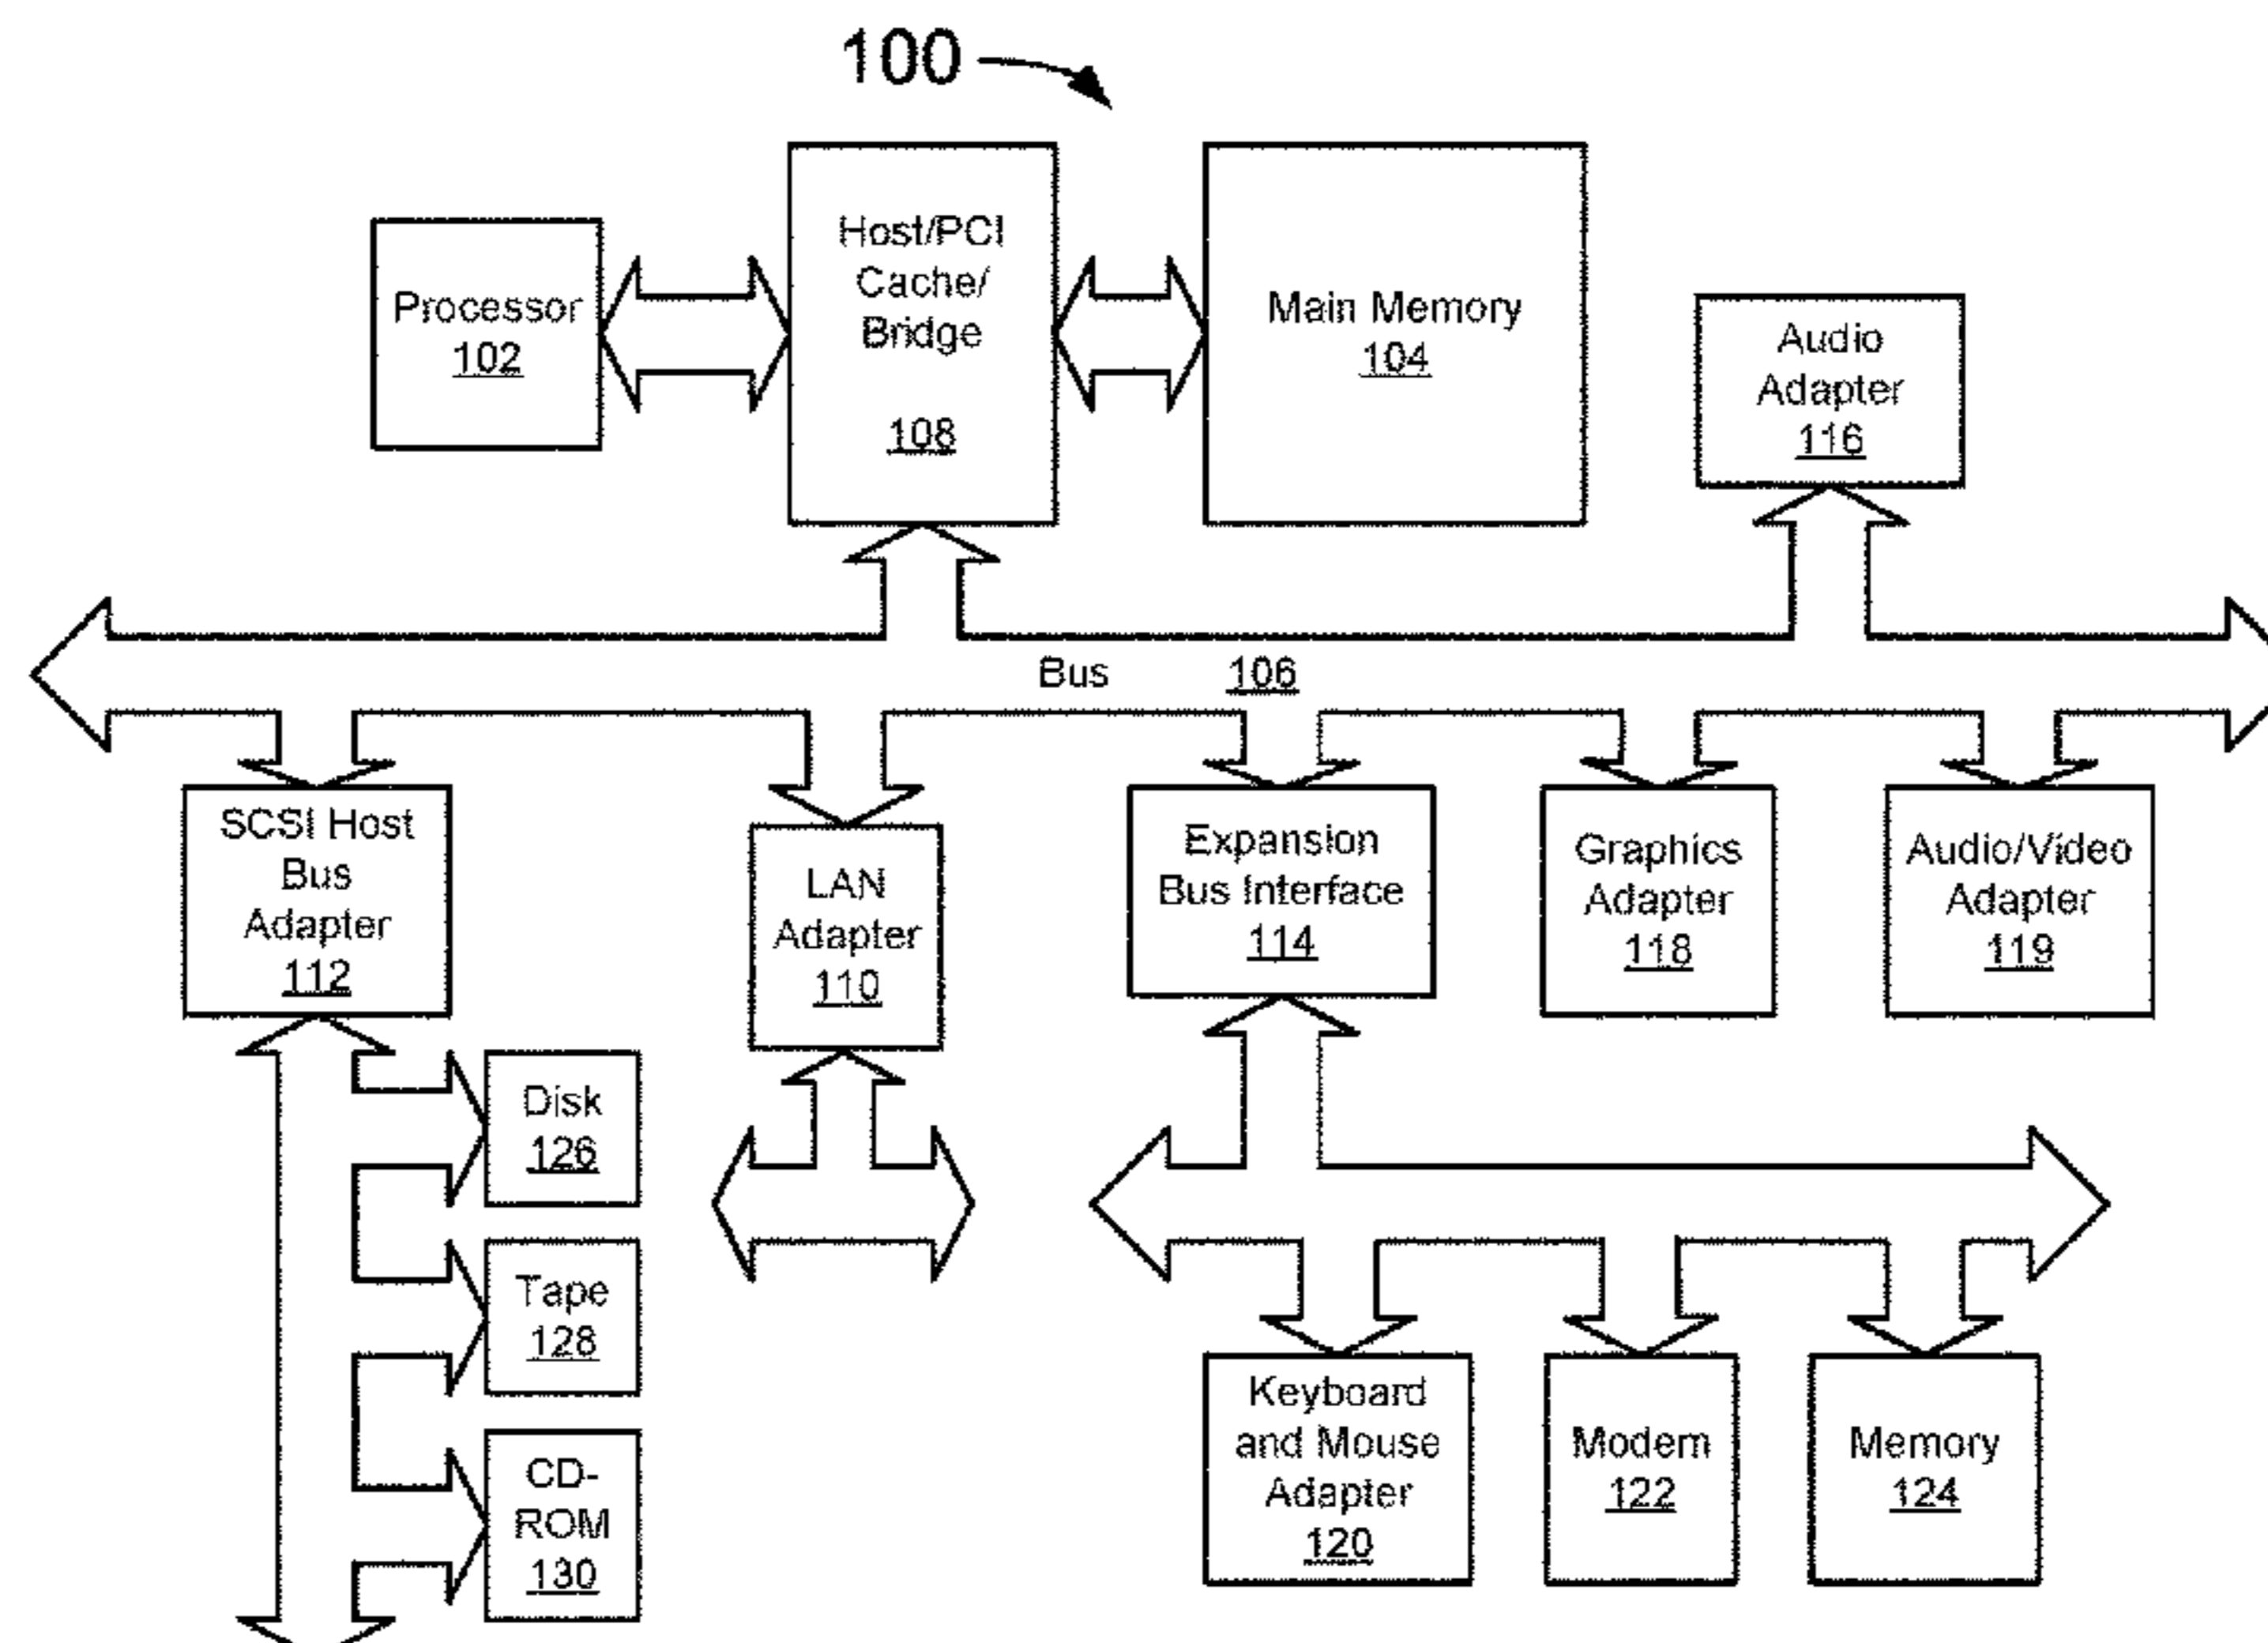 100
Host/PCI
Cache/
Bridge
108
Processor
102
Main Memory
104
Audio
Adapter
116
Bus 106
SCSI Host
Bus
Adapter
112
LAN
Adapter
110
Expansion
Bus Interface
114
Graphics
Adapter
118
Audio/Video
Adapter
119
Disk
126
Tape
128
CD-
ROM
130
Keyboard
and Mouse
Adapter
120
Modem
122
Memory
124